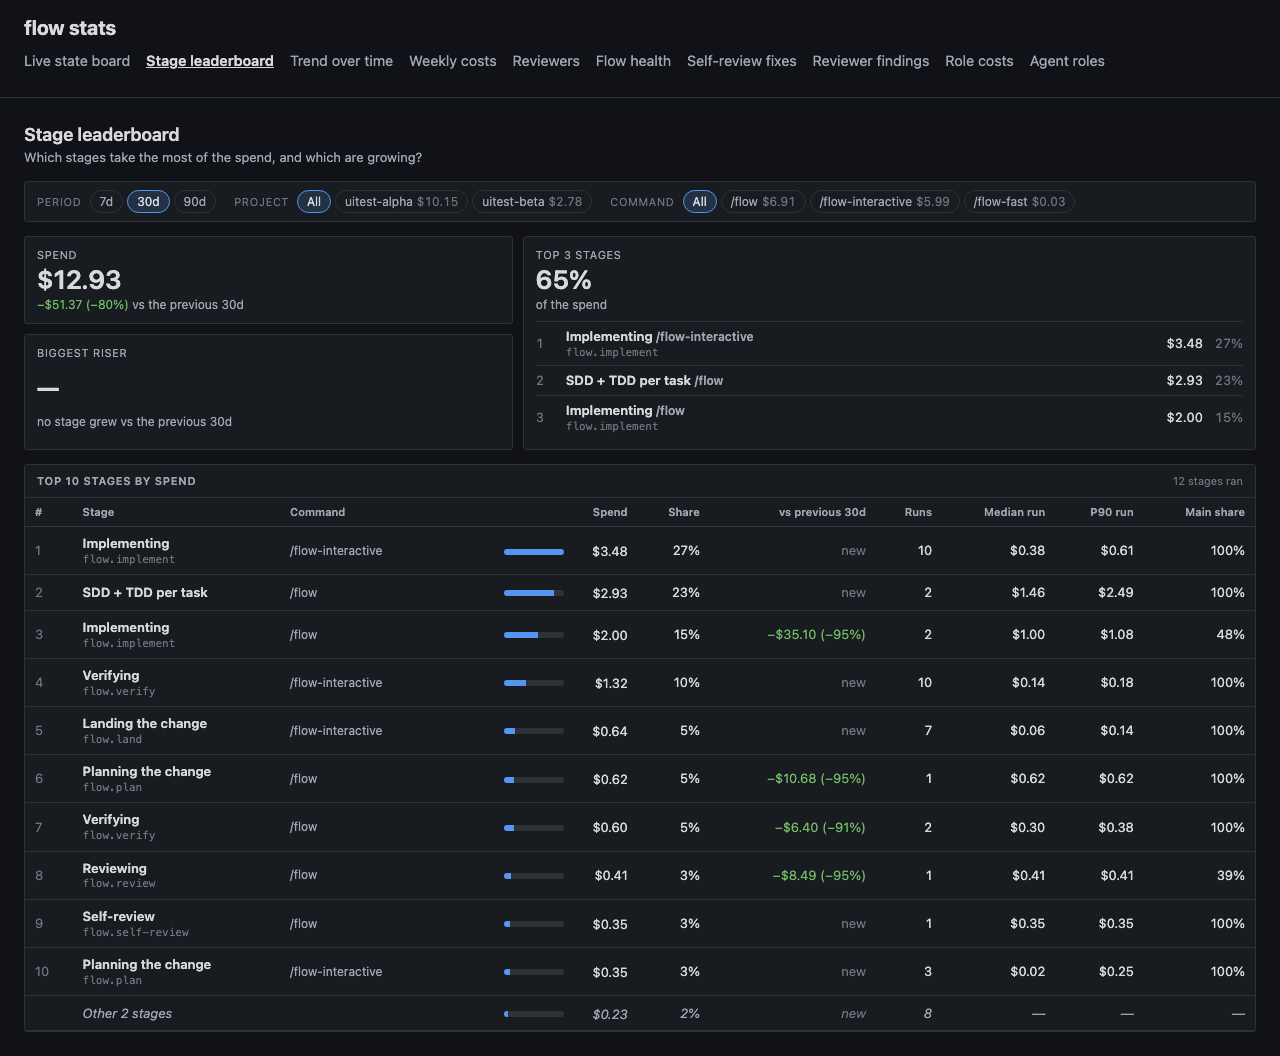 flow stats
Live state board Stage leaderboard Trend over time Weekly costs Reviewers Flow health Self-review fixes Reviewer findings Role costs Agent roles
Stage leaderboard
Which stages take the most of the spend, and which are growing?
PERIOD 7d 30d 90d PROJECT All uitest-alpha $10.15 uitest-beta $2.78 COMMAND All /flow $6.91 /flow-interactive $5.99 /flow-fast $0.03
SPEND
$12.93
−$51.37 (−80%) vs the previous 30d
BIGGEST RISER
—
no stage grew vs the previous 30d
TOP 3 STAGES
65%
of the spend
1 Implementing /flow-interactive $3.48 27%
flow.implement
2 SDD + TDD per task /flow $2.93 23%
3 Implementing /flow $2.00 15%
flow.implement
TOP 10 STAGES BY SPEND 12 stages ran
# Stage Command Spend Share vs previous 30d Runs Median run P90 run Main share
1 Implementing /flow-interactive $3.48 27% new 10 $0.38 $0.61 100%
flow.implement
2 SDD + TDD per task /flow $2.93 23% new 2 $1.46 $2.49 100%
3 Implementing /flow $2.00 15% −$35.10 (−95%) 2 $1.00 $1.08 48%
flow.implement
4 Verifying /flow-interactive $1.32 10% new 10 $0.14 $0.18 100%
flow.verify
5 Landing the change /flow-interactive $0.64 5% new 7 $0.06 $0.14 100%
flow.land
6 Planning the change /flow $0.62 5% −$10.68 (−95%) 1 $0.62 $0.62 100%
flow.plan
7 Verifying /flow $0.60 5% −$6.40 (−91%) 2 $0.30 $0.38 100%
flow.verify
8 Reviewing /flow $0.41 3% −$8.49 (−95%) 1 $0.41 $0.41 39%
flow.review
9 Self-review /flow $0.35 3% new 1 $0.35 $0.35 100%
flow.self-review
10 Planning the change /flow-interactive $0.35 3% new 3 $0.02 $0.25 100%
flow.plan
Other 2 stages $0.23 2% new 8 — — —